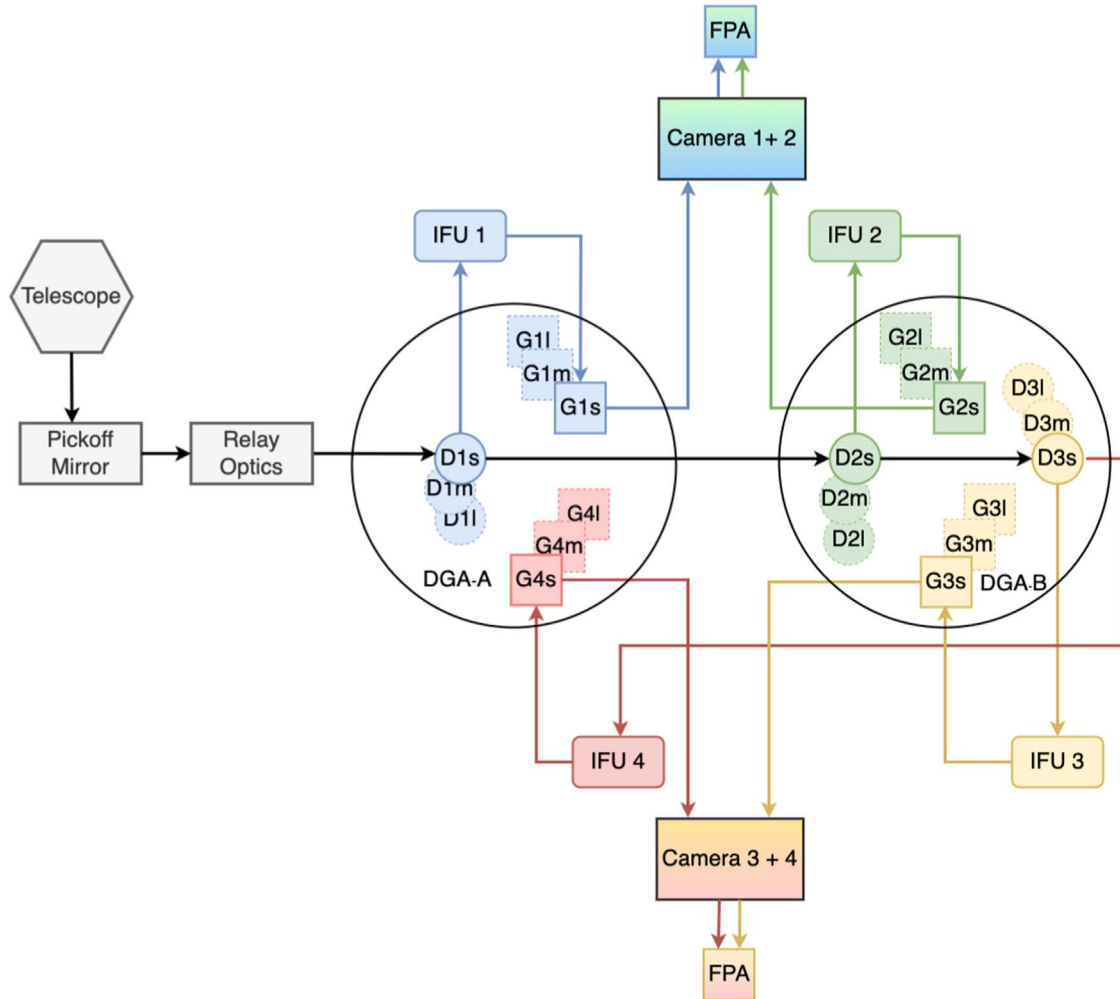 FPA
Camera 1+ 2
IFU 1
IFU 2
Telescope
G1l
G1m
G1s
G2l
G2m
G2s
D3l
D3m
D3s
Pickoff
Mirror
Relay
Optics
D1s
D1m
D1l
D2s
D2m
D2l
G4l
G4m
G4s
DGA-A
G3l
G3m
G3s
DGA-B
IFU 4
IFU 3
Camera 3 + 4
FPA